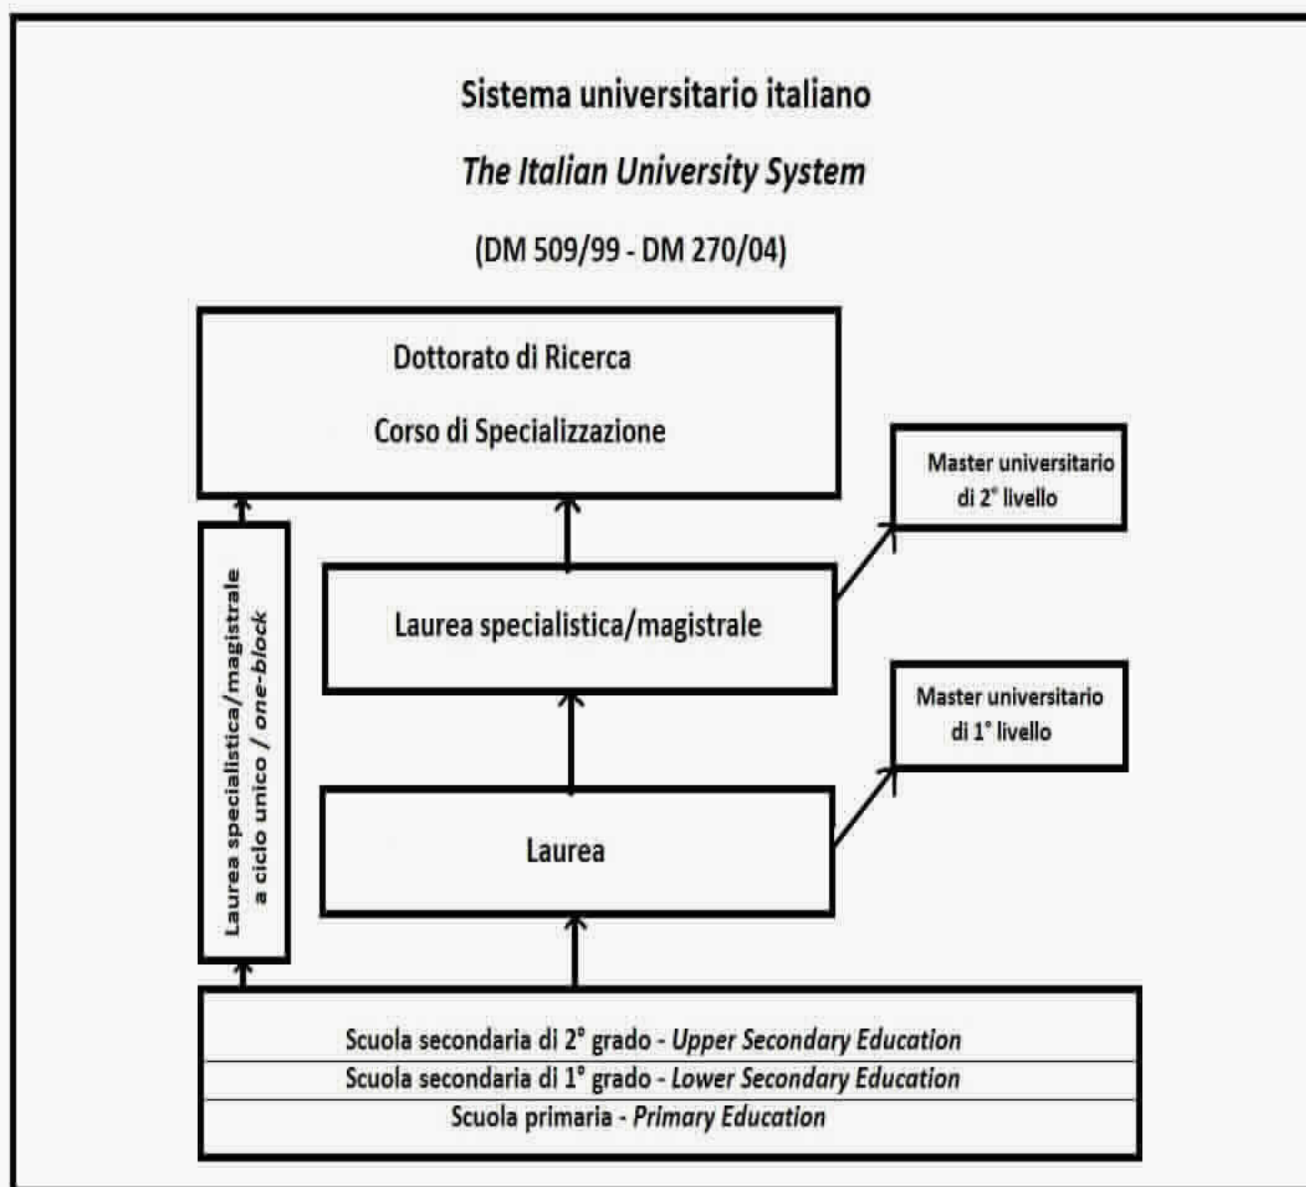 Sistema universitario italiano
The Italian University System
(DM 509/99 - DM 270/04)
Dottorato di Ricerca
Corso di Specializzazione
Master universitario
di 2° livello
Laurea specialistica/magistrale
a ciclo unico / one-block
Laurea specialistica/magistrale
Master universitario
di 1° livello
Laurea
Scuola secondaria di 2° grado - Upper Secondary Education
Scuola secondaria di 1° grado - Lower Secondary Education
Scuola primaria - Primary Education